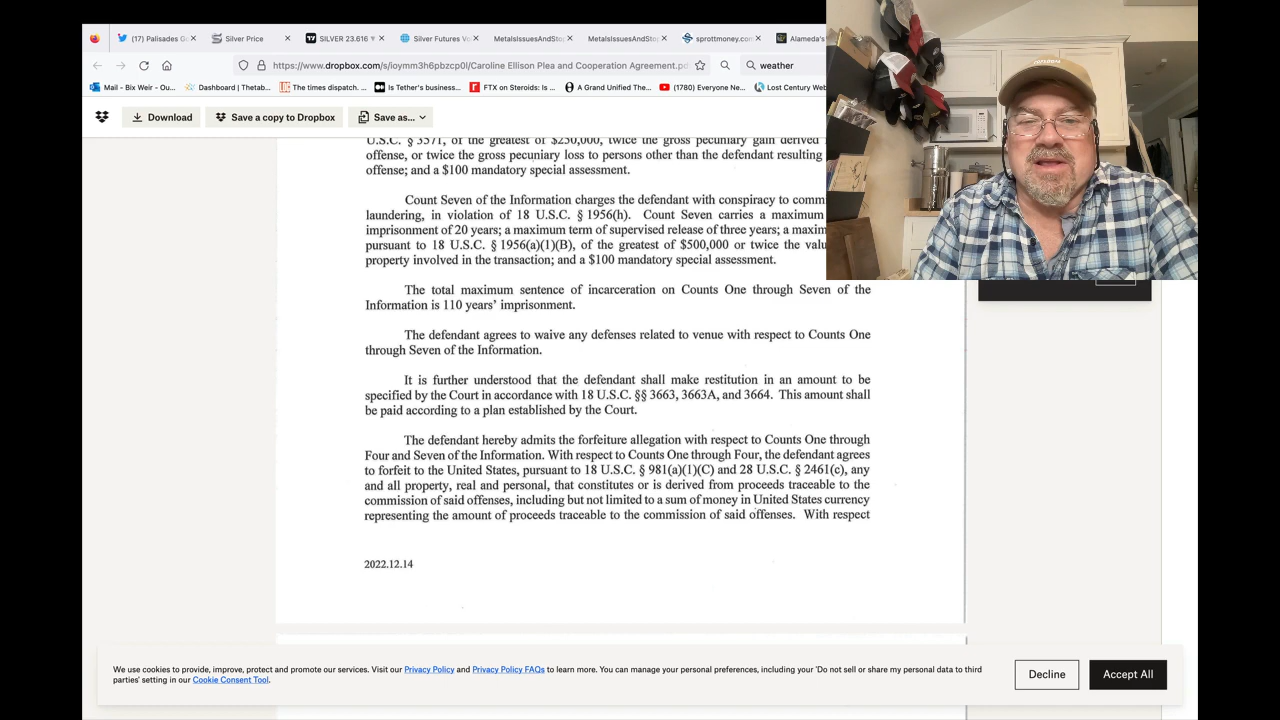 (17) Palisades Go
Silver Price
SILVER 23.616
Silver Futures Vo
MetalsIssuesAndSto
MetalsIssuesAndSto
sprottmoney.com
Alameda's
https://www.dropbox.com/s/ioymm3h6pbzcp0l/Caroline Ellison Plea and Cooperation Agreement.pd
weather
Mail - Bix Weir - Ou...
Dashboard | Thetab...
The times dispatch. ...
Is Tether's business...
FTX on Steroids: Is ...
A Grand Unified The...
(1780) Everyone Ne...
Lost Century Web
Download
Save a copy to Dropbox
Save as...
U.S.C. § 3571, of the greatest of $250,000, twice the gross pecuniary gain derived
offense, or twice the gross pecuniary loss to persons other than the defendant resulting
offense; and a $100 mandatory special assessment.
Count Seven of the Information charges the defendant with conspiracy to comm
laundering, in violation of 18 U.S.C. § 1956(h). Count Seven carries a maximum
imprisonment of 20 years; a maximum term of supervised release of three years; a maxim
pursuant to 18 U.S.C. § 1956(a)(1)(B), of the greatest of $500,000 or twice the valu
property involved in the transaction; and a $100 mandatory special assessment.
The total maximum sentence of incarceration on Counts One through Seven of the
Information is 110 years' imprisonment.
The defendant agrees to waive any defenses related to venue with respect to Counts One
through Seven of the Information.
It is further understood that the defendant shall make restitution in an amount to be
specified by the Court in accordance with 18 U.S.C. §§ 3663, 3663A, and 3664. This amount shall
be paid according to a plan established by the Court.
The defendant hereby admits the forfeiture allegation with respect to Counts One through
Four and Seven of the Information. With respect to Counts One through Four, the defendant agrees
to forfeit to the United States, pursuant to 18 U.S.C. § 981(a)(1)(C) and 28 U.S.C. § 2461(c), any
and all property, real and personal, that constitutes or is derived from proceeds traceable to the
commission of said offenses, including but not limited to a sum of money in United States currency
representing the amount of proceeds traceable to the commission of said offenses. With respect
2022.12.14
We use cookies to provide, improve, protect and promote our services. Visit our Privacy Policy and Privacy Policy FAQs to learn more. You can manage your personal preferences, including your 'Do not sell or share my personal data to third
parties' setting in our Cookie Consent Tool.
Decline
Accept All